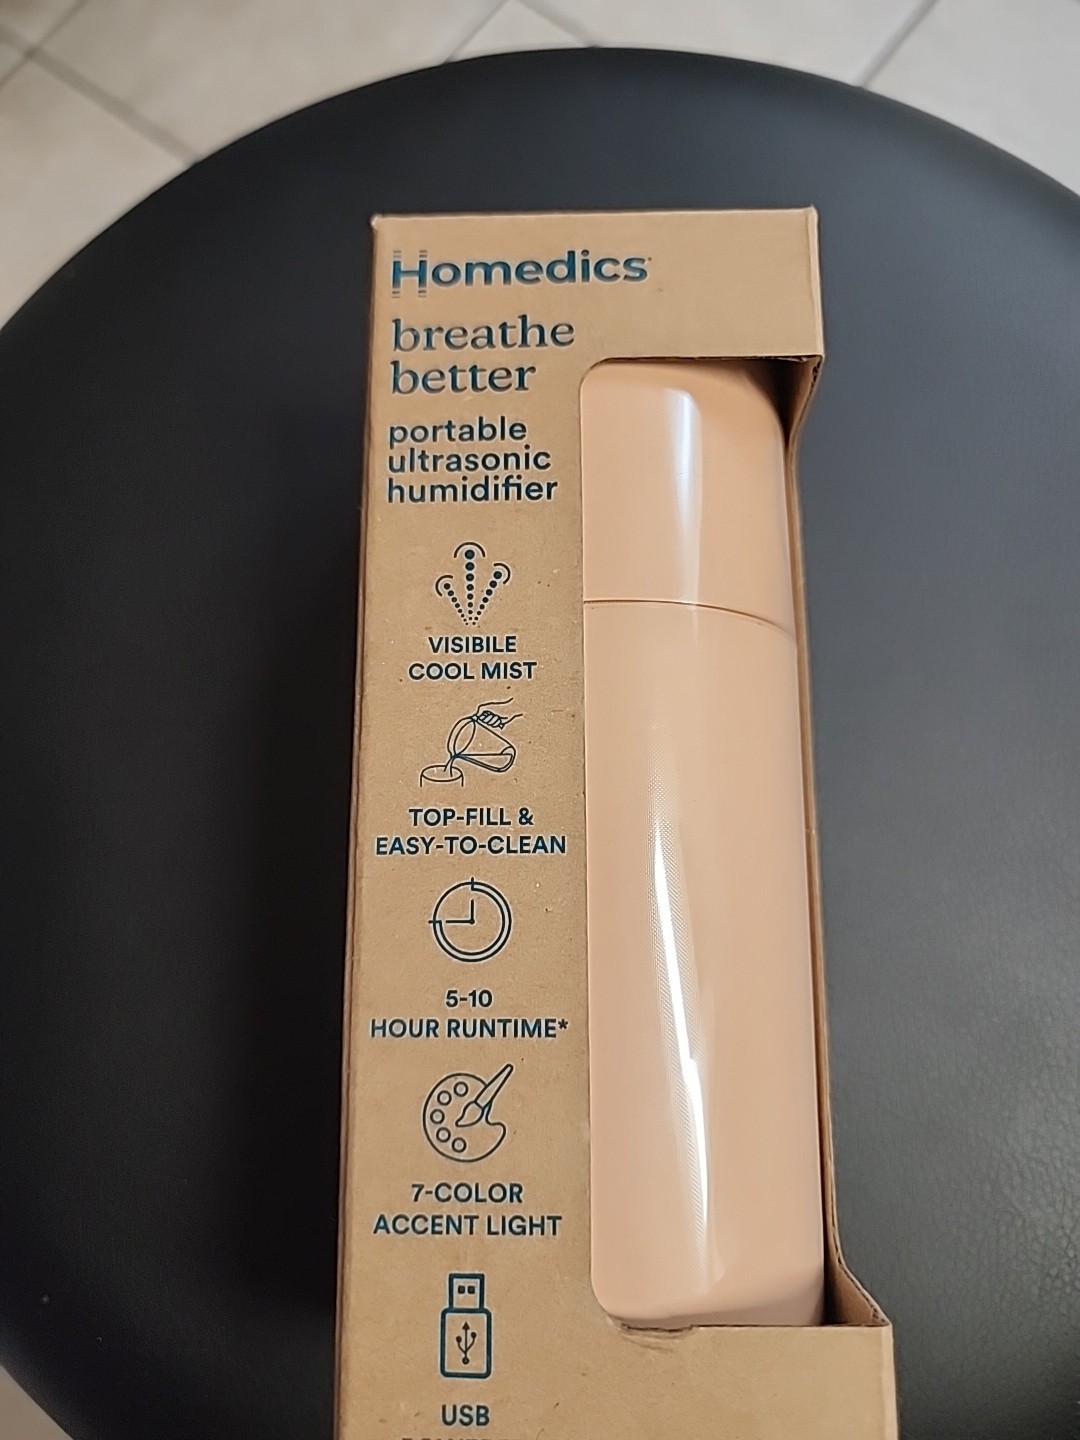 Homedics
breathe
better
portable
ultrasonic
humidifier
VISIBILE
COOL MIST
TOP-FILL &
EASY-TO-CLEAN
5-10
HOUR RUNTIME*
7-COLOR
ACCENT LIGHT
USB